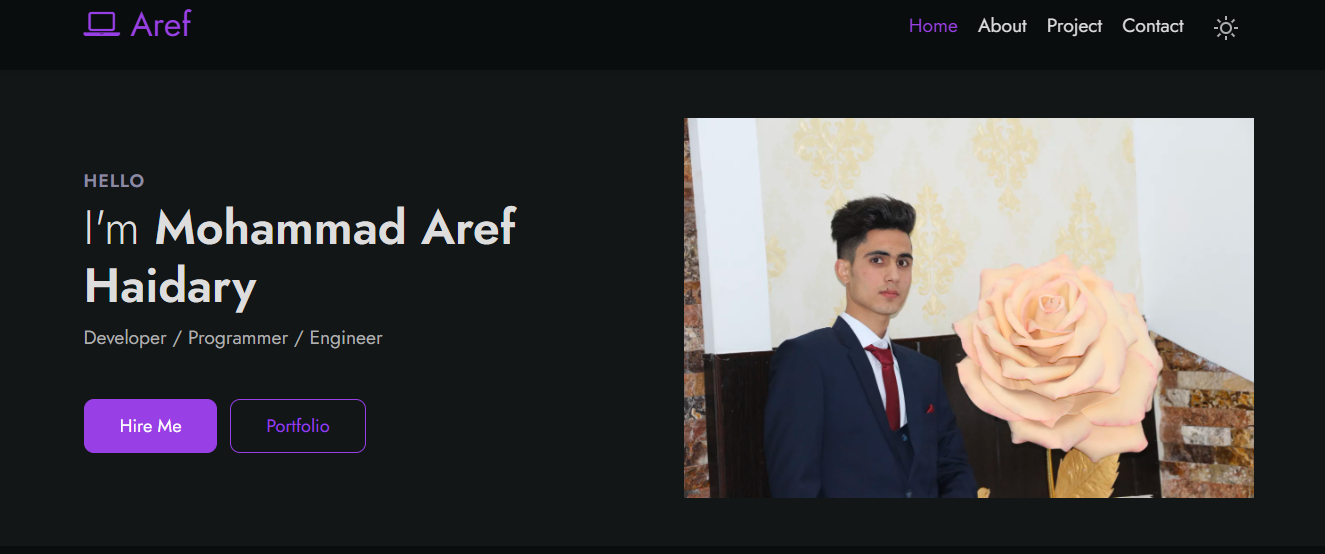 Aref
Home About Project Contact
HELLO
I'm Mohammad Aref
Haidary
Developer / Programmer / Engineer
Hire Me Portfolio